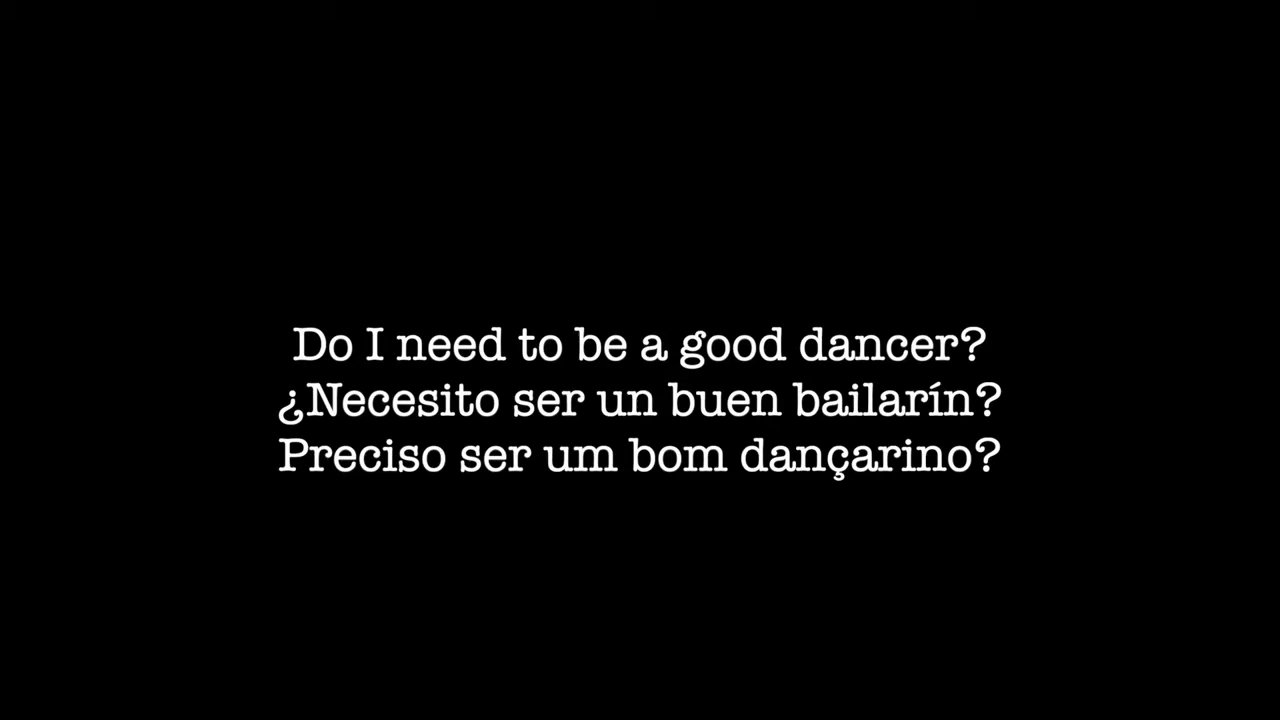 Do I need to be a good dancer?
¿Necesito ser un buen bailarín?
Preciso ser um bom dançarino?